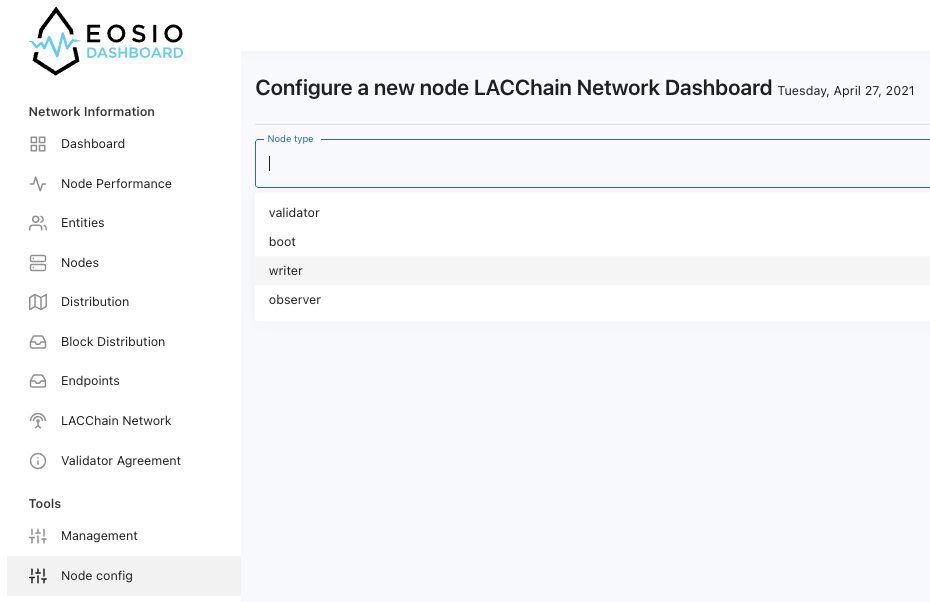 EOSIO
DASHBOARD
Network Information
Dashboard
Node Performance
Entities
Nodes
Distribution
Block Distribution
Endpoints
LACChain Network
Validator Agreement
Tools
Management
Node config
Configure a new node LACChain Network Dashboard Tuesday, April 27, 2021
Node type
validator
boot
writer
observer